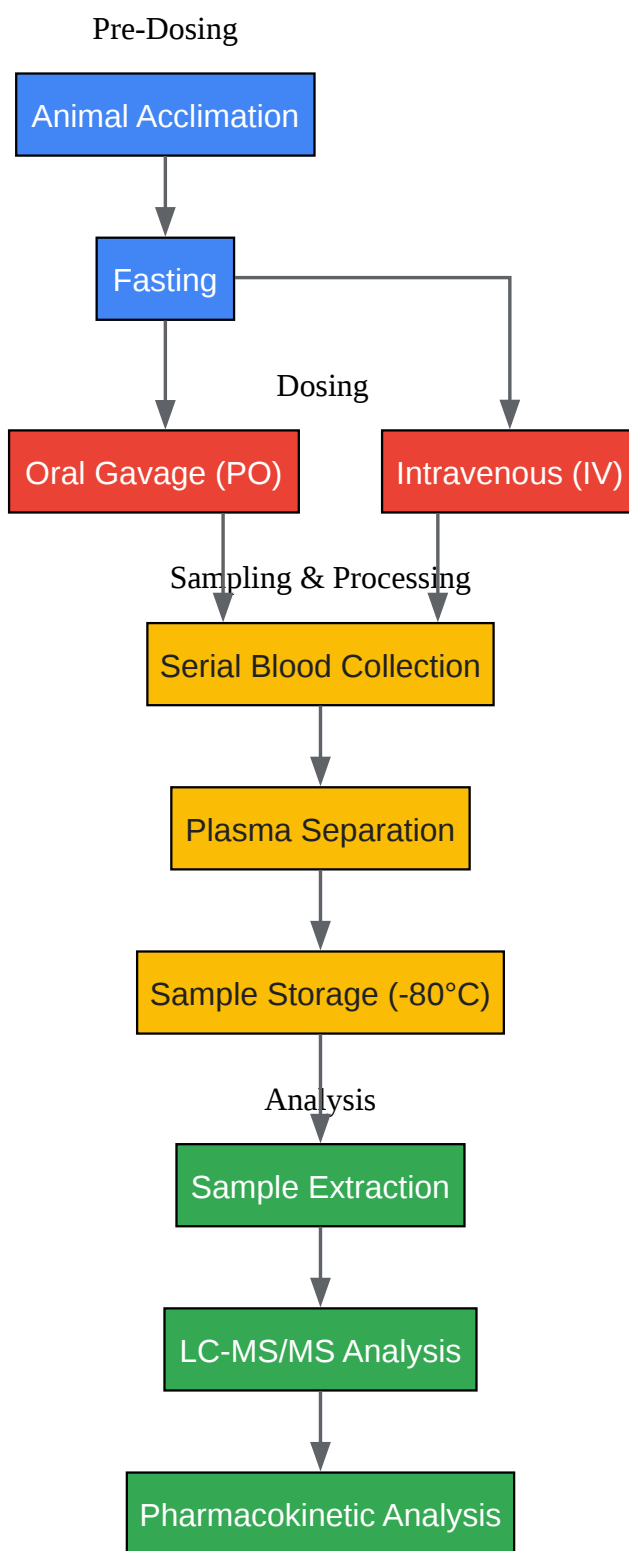 Pre-Dosing
Animal Acclimation
Fasting
Dosing
Oral Gavage (PO)
Intravenous (IV)
Sampling & Processing
Serial Blood Collection
Plasma Separation
Sample Storage (-80°C)
Analysis
Sample Extraction
LC-MS/MS Analysis
Pharmacokinetic Analysis